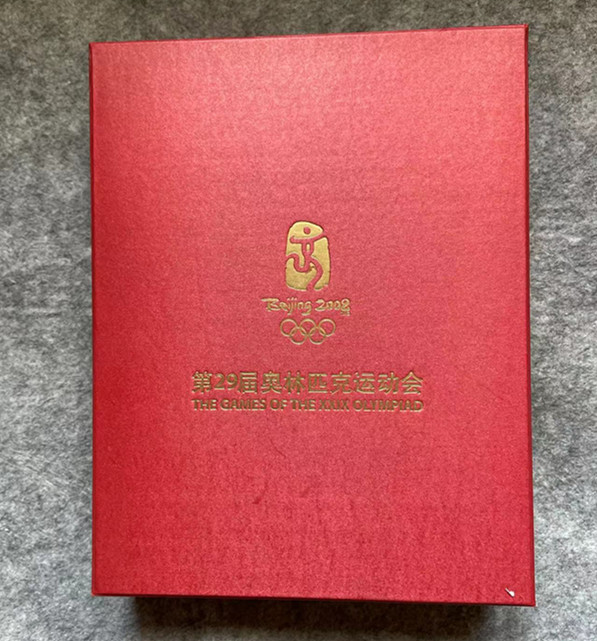 Beijing 2008
第29届奥林匹克运动会
THE GAMES OF THE XXIX OLYMPIAD